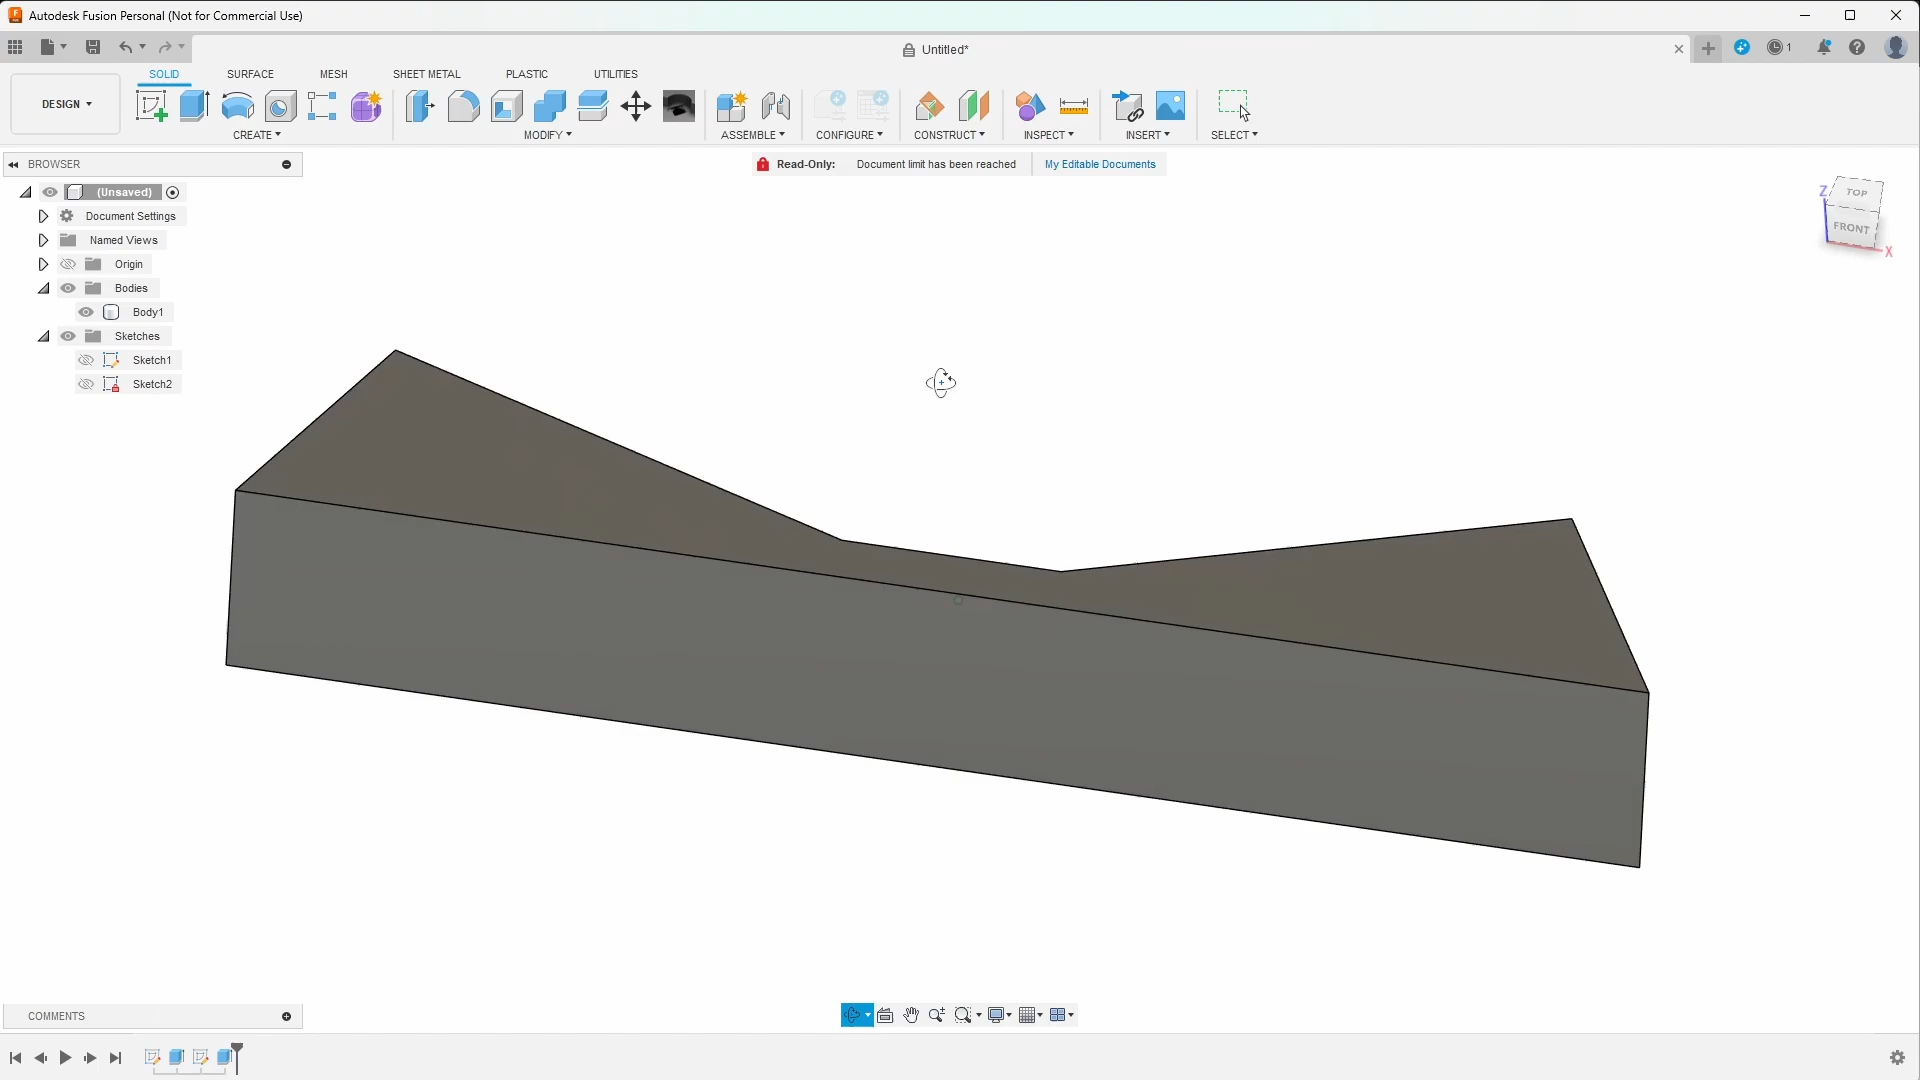 Autodesk Fusion Personal (Not for Commercial Use)
Untitled*
1
SOLID SURFACE MESH SHEET METAL PLASTIC UTILITIES
DESIGN
CREATE MODIFY ASSEMBLE CONFIGURE CONSTRUCT INSPECT INSERT SELECT
BROWSER
Read-Only: Document limit has been reached My Editable Documents
(Unsaved)
Document Settings
Named Views
Origin
Bodies
Body1
Sketches
Sketch1
Sketch2
Z
TOP
FRONT
X
COMMENTS